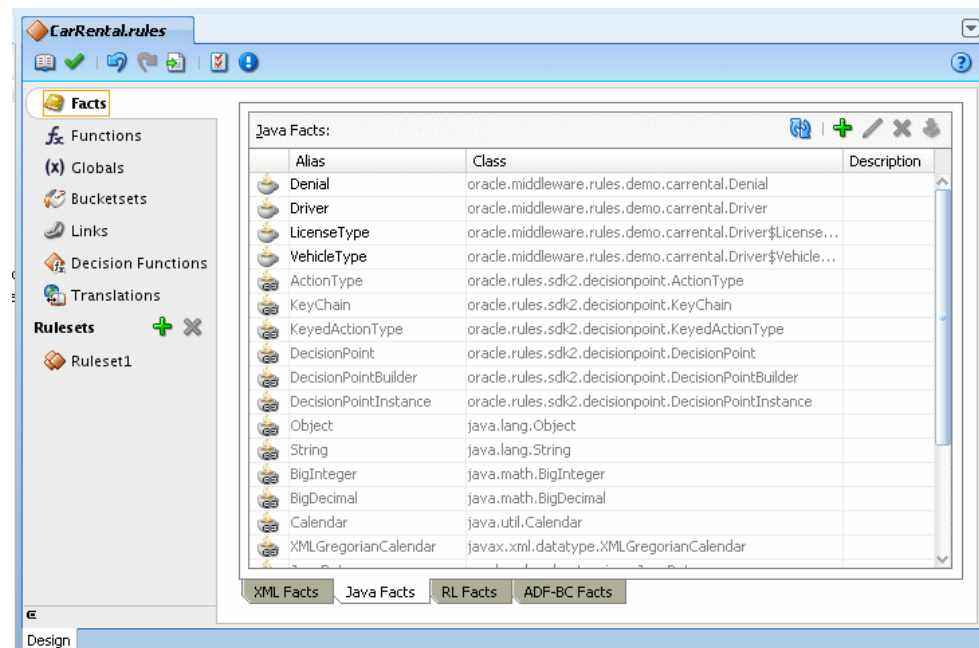 CarRental.rules
Facts
Functions
(x) Globals
Bucketsets
Links
Decision Functions
Translations
Rulesets
Ruleset1
Java Facts:
Alias Class Description
Denial oracle.middleware.rules.demo.carrental.Denial
Driver oracle.middleware.rules.demo.carrental.Driver
LicenseType oracle.middleware.rules.demo.carrental.Driver$License...
VehicleType oracle.middleware.rules.demo.carrental.Driver$Vehicle...
ActionType oracle.rules.sdk2.decisionpoint.ActionType
KeyChain oracle.rules.sdk2.decisionpoint.KeyChain
KeyedActionType oracle.rules.sdk2.decisionpoint.KeyedActionType
DecisionPoint oracle.rules.sdk2.decisionpoint.DecisionPoint
DecisionPointBuilder oracle.rules.sdk2.decisionpoint.DecisionPointBuilder
DecisionPointInstance oracle.rules.sdk2.decisionpoint.DecisionPointInstance
Object java.lang.Object
String java.lang.String
BigInteger java.math.BigInteger
BigDecimal java.math.BigDecimal
Calendar java.util.Calendar
XMLGregorianCalendar javax.xml.datatype.XMLGregorianCalendar
XML Facts Java Facts RL Facts ADF-BC Facts
Design